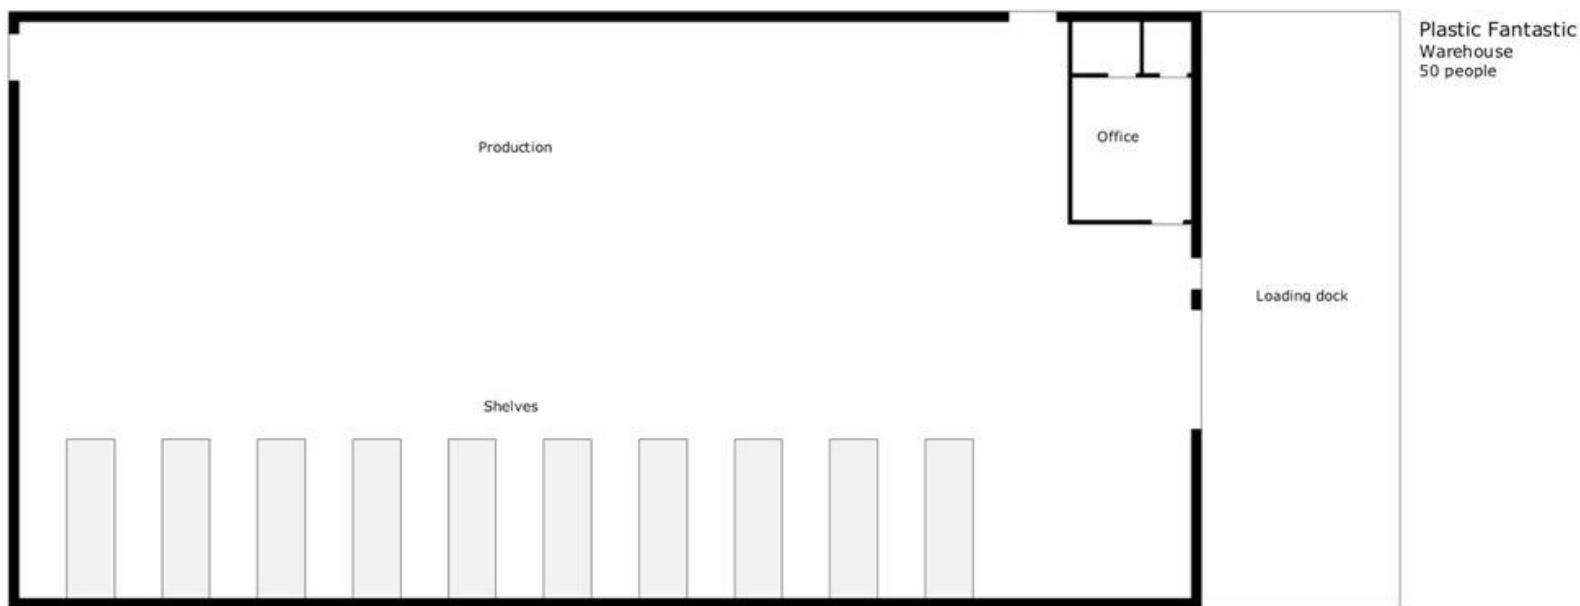 Plastic Fantastic
Warehouse
50 people
Production
Office
Loading dock
Shelves